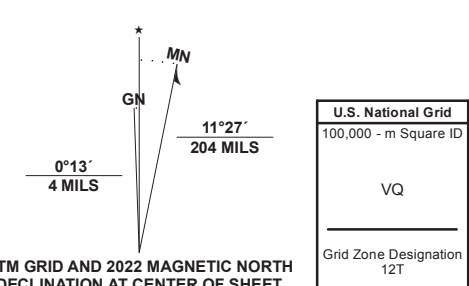 ★
MN
GN
11°27´
204 MILS
0°13´
4 MILS
TM GRID AND 2022 MAGNETIC NORTH
DECLINATION AT CENTER OF SHEET
U.S. National Grid
100,000 - m Square ID
VQ
Grid Zone Designation
12T